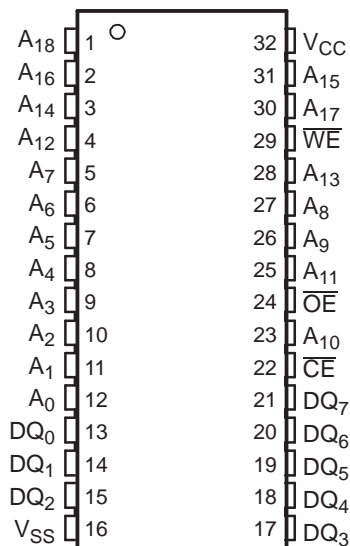 A18 1 32 VCC
A16 2 31 A15
A14 3 30 A17
A12 4 29 W̅E̅
A7 5 28 A13
A6 6 27 A8
A5 7 26 A9
A4 8 25 A11
A3 9 24 O̅E̅
A2 10 23 A10
A1 11 22 C̅E̅
A0 12 21 DQ7
DQ0 13 20 DQ6
DQ1 14 19 DQ5
DQ2 15 18 DQ4
VSS 16 17 DQ3